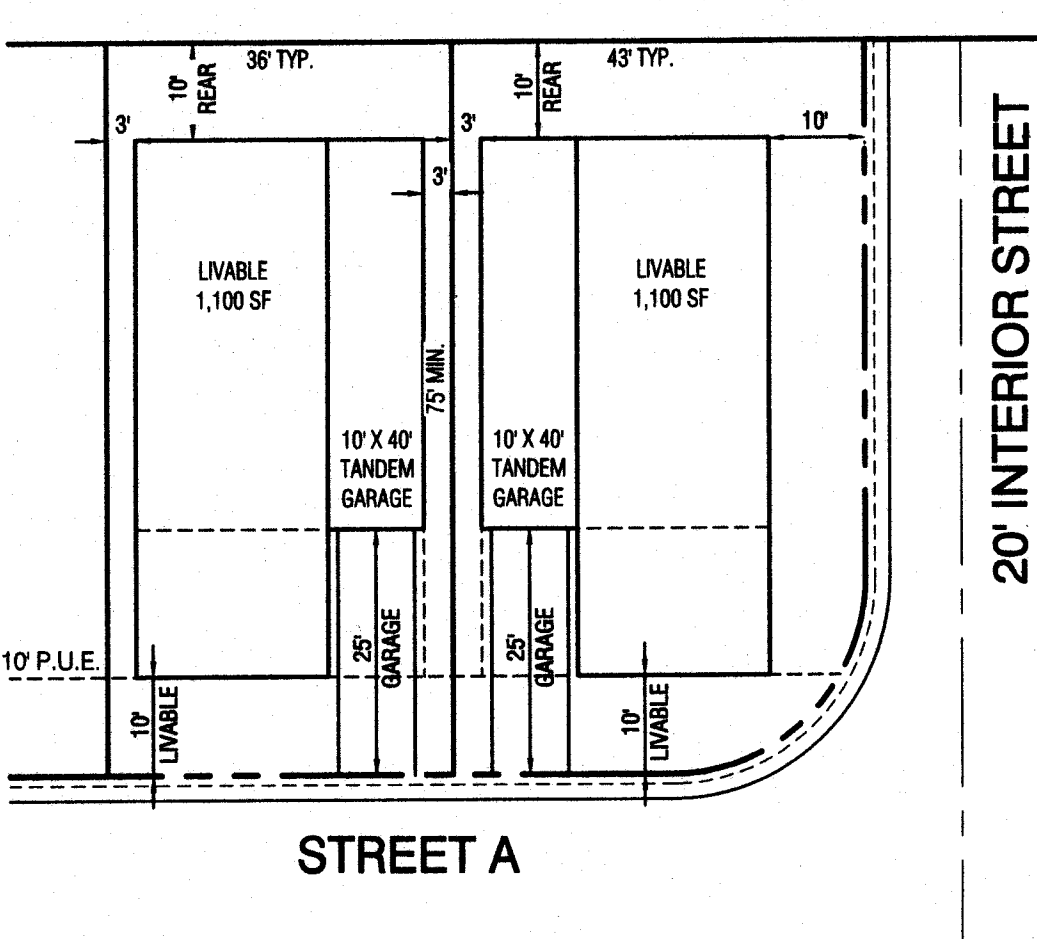 36' TYP.
43' TYP.
10'
REAR
10'
REAR
3'
3'
10'
3'
LIVABLE
1,100 SF
LIVABLE
1,100 SF
75' MIN.
10' X 40'
TANDEM
GARAGE
10' X 40'
TANDEM
GARAGE
20' INTERIOR STREET
25'
GARAGE
25'
GARAGE
10' P.U.E.
10'
LIVABLE
10'
LIVABLE
STREET A